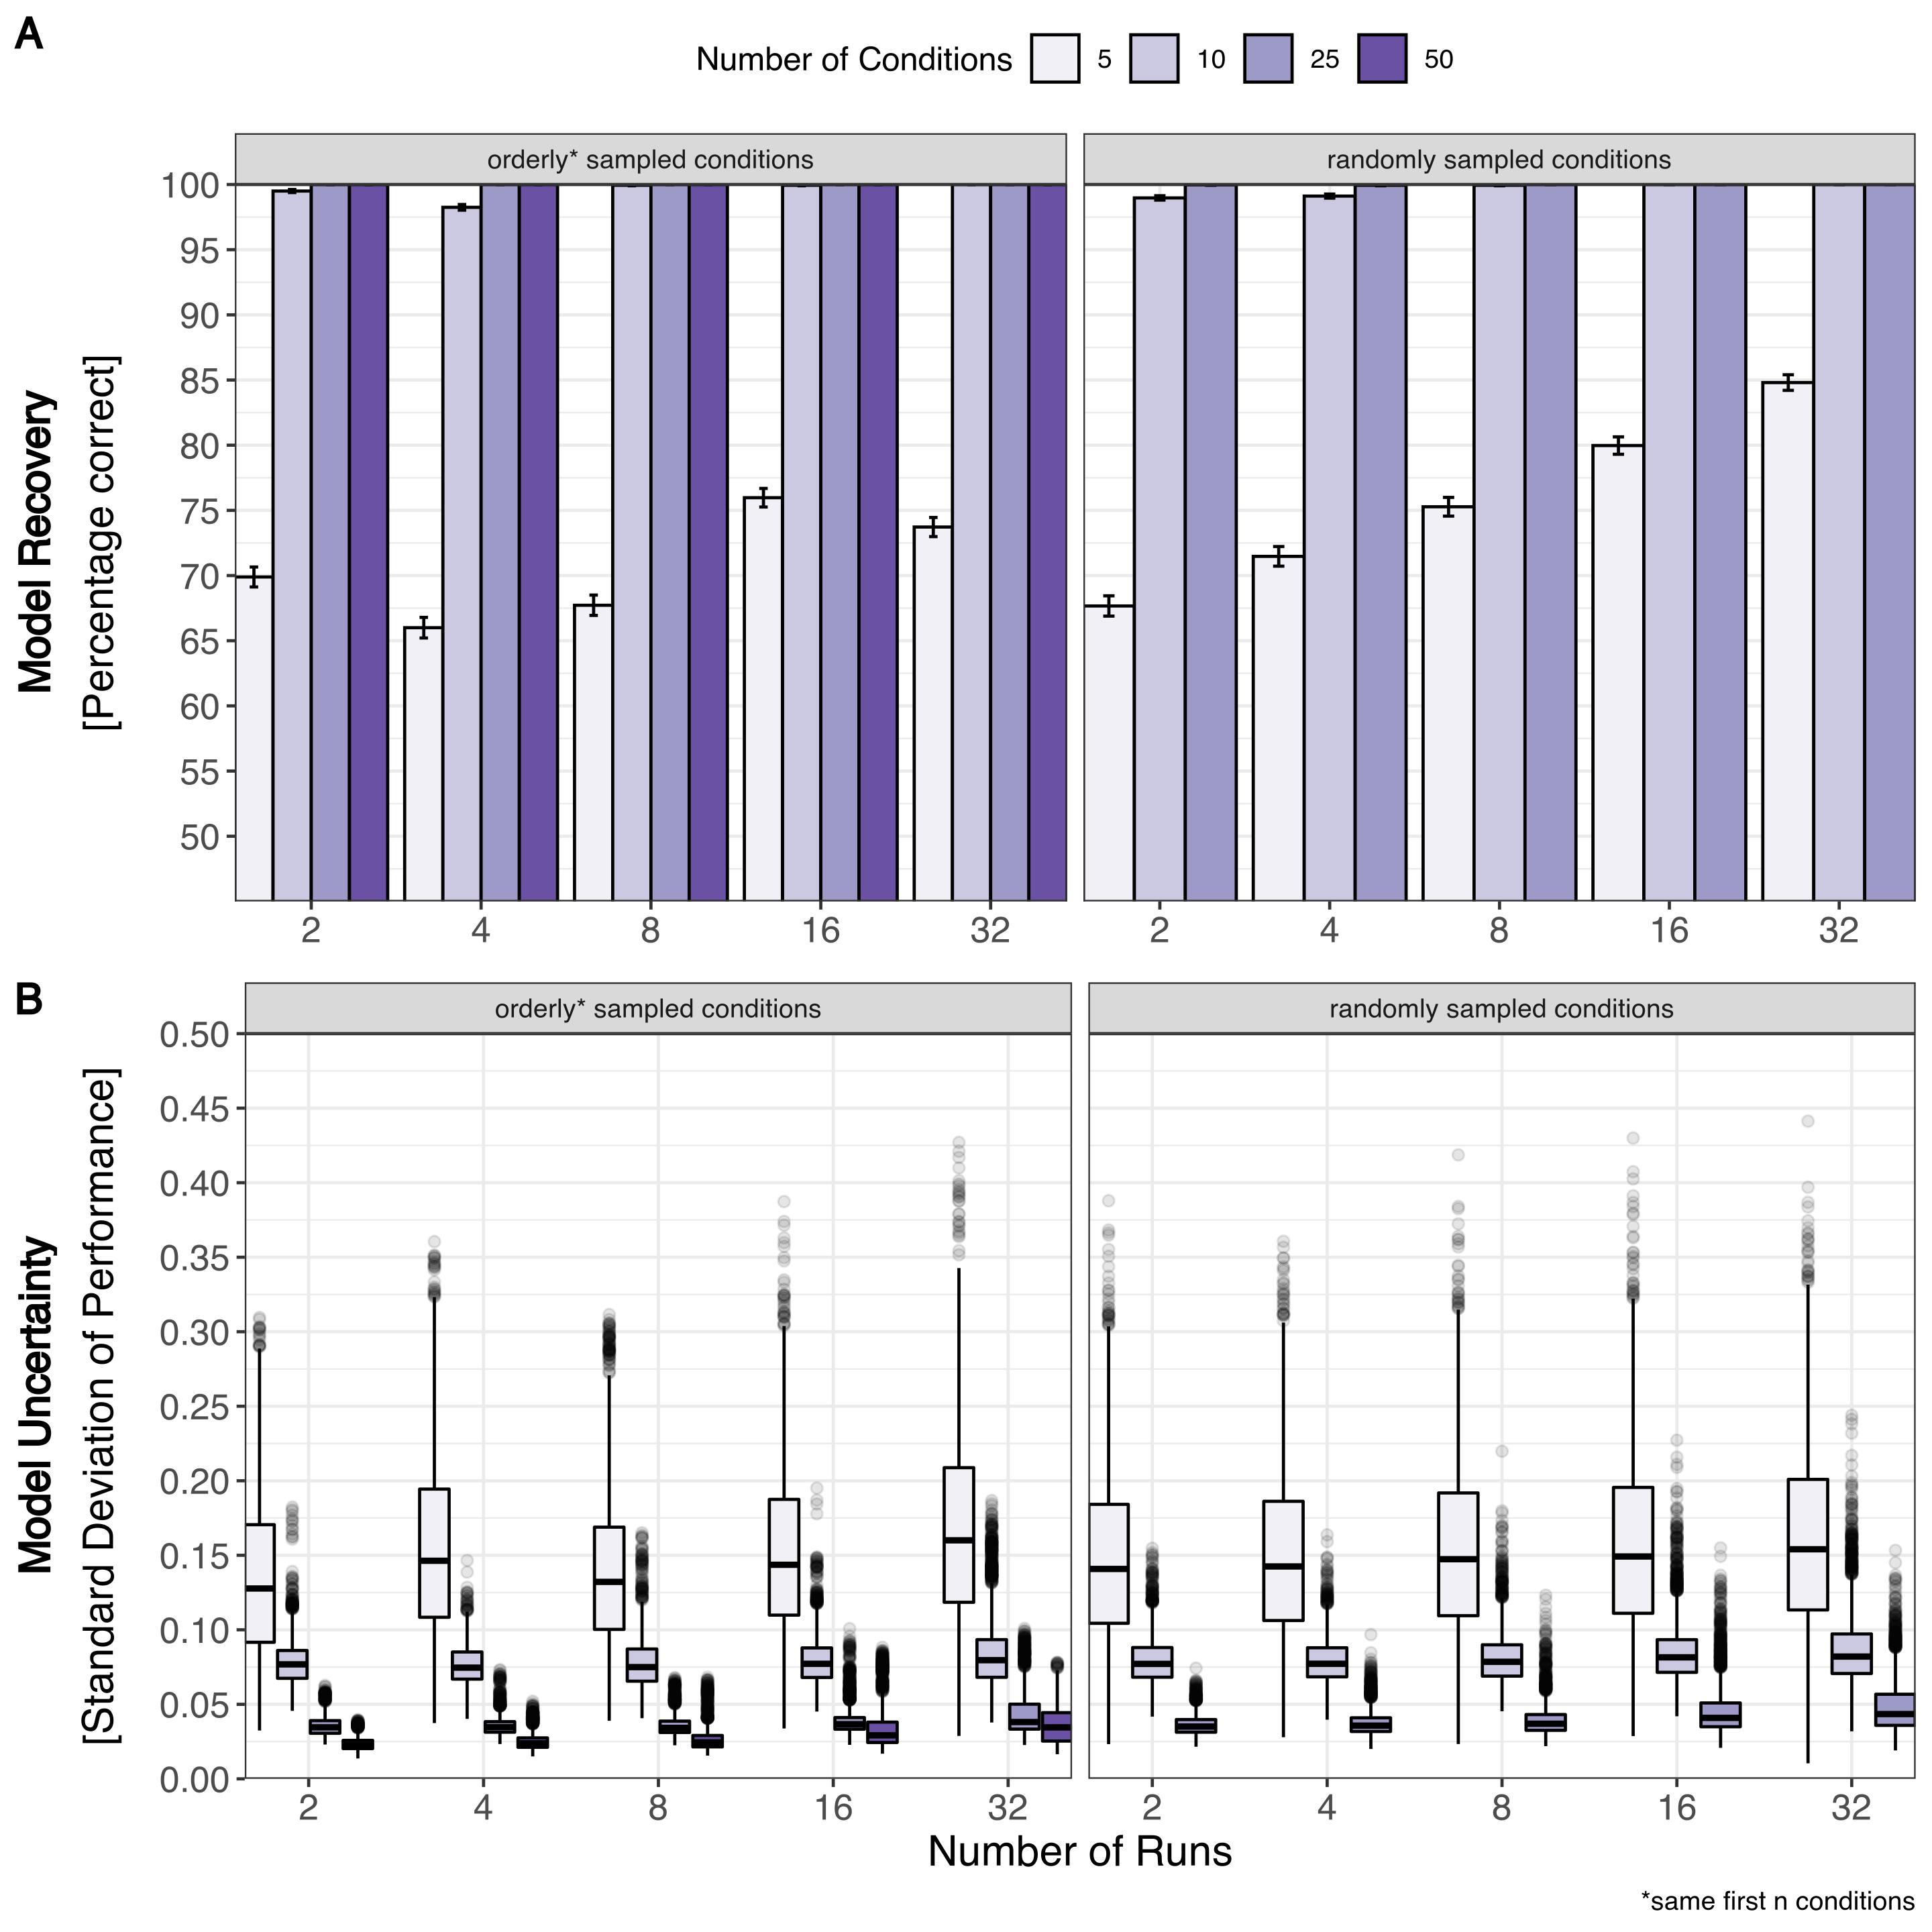 A
Number of Conditions 5 10 25 50
orderly* sampled conditions randomly sampled conditions
Model Recovery
[Percentage correct]
100
95
90
85
80
75
70
65
60
55
50
2 4 8 16 32 2 4 8 16 32
B
orderly* sampled conditions randomly sampled conditions
Model Uncertainty
[Standard Deviation of Performance]
0.50
0.45
0.40
0.35
0.30
0.25
0.20
0.15
0.10
0.05
0.00
2 4 8 16 32 2 4 8 16 32
Number of Runs
*same first n conditions